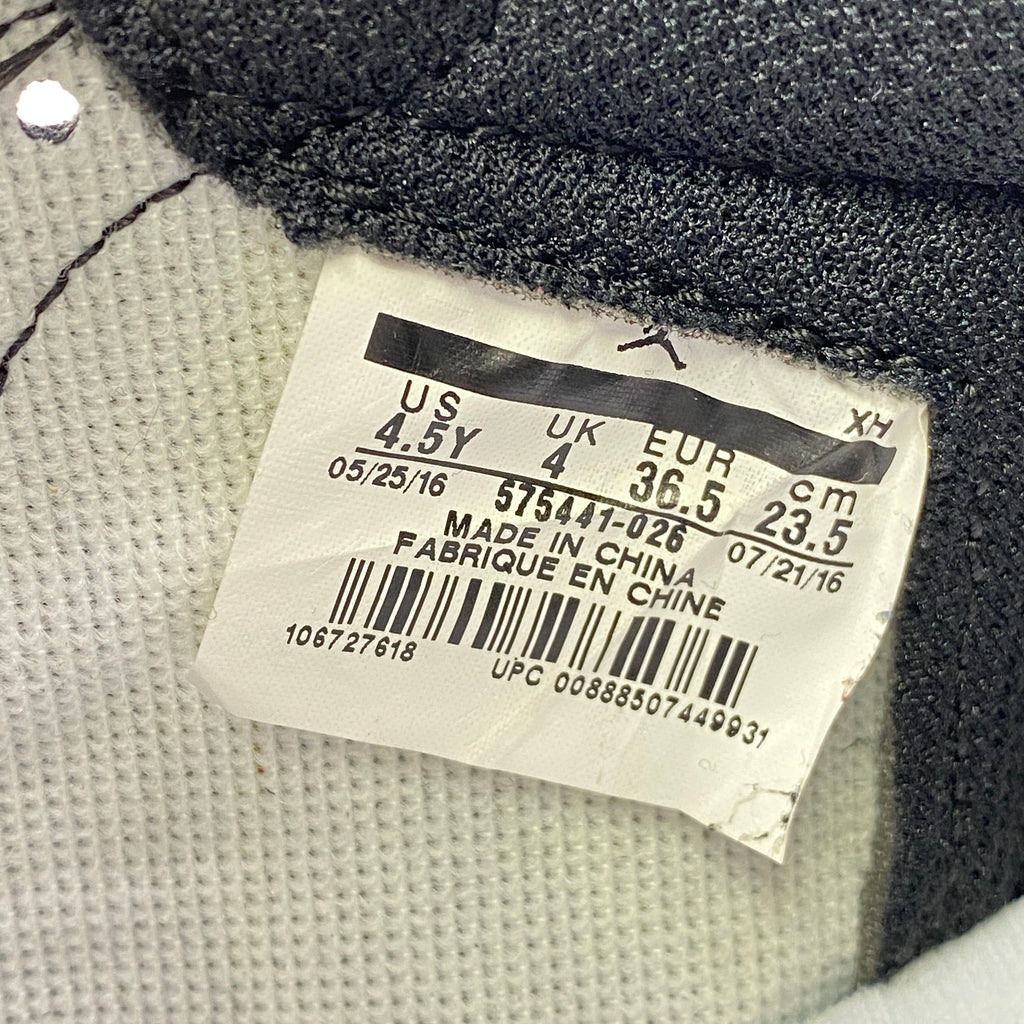 XH
US UK EUR cm
4.5Y 4 36.5 23.5
05/25/16 575441-026 07/21/16
MADE IN CHINA
FABRIQUE EN CHINE
106727618
UPC 00888507449931